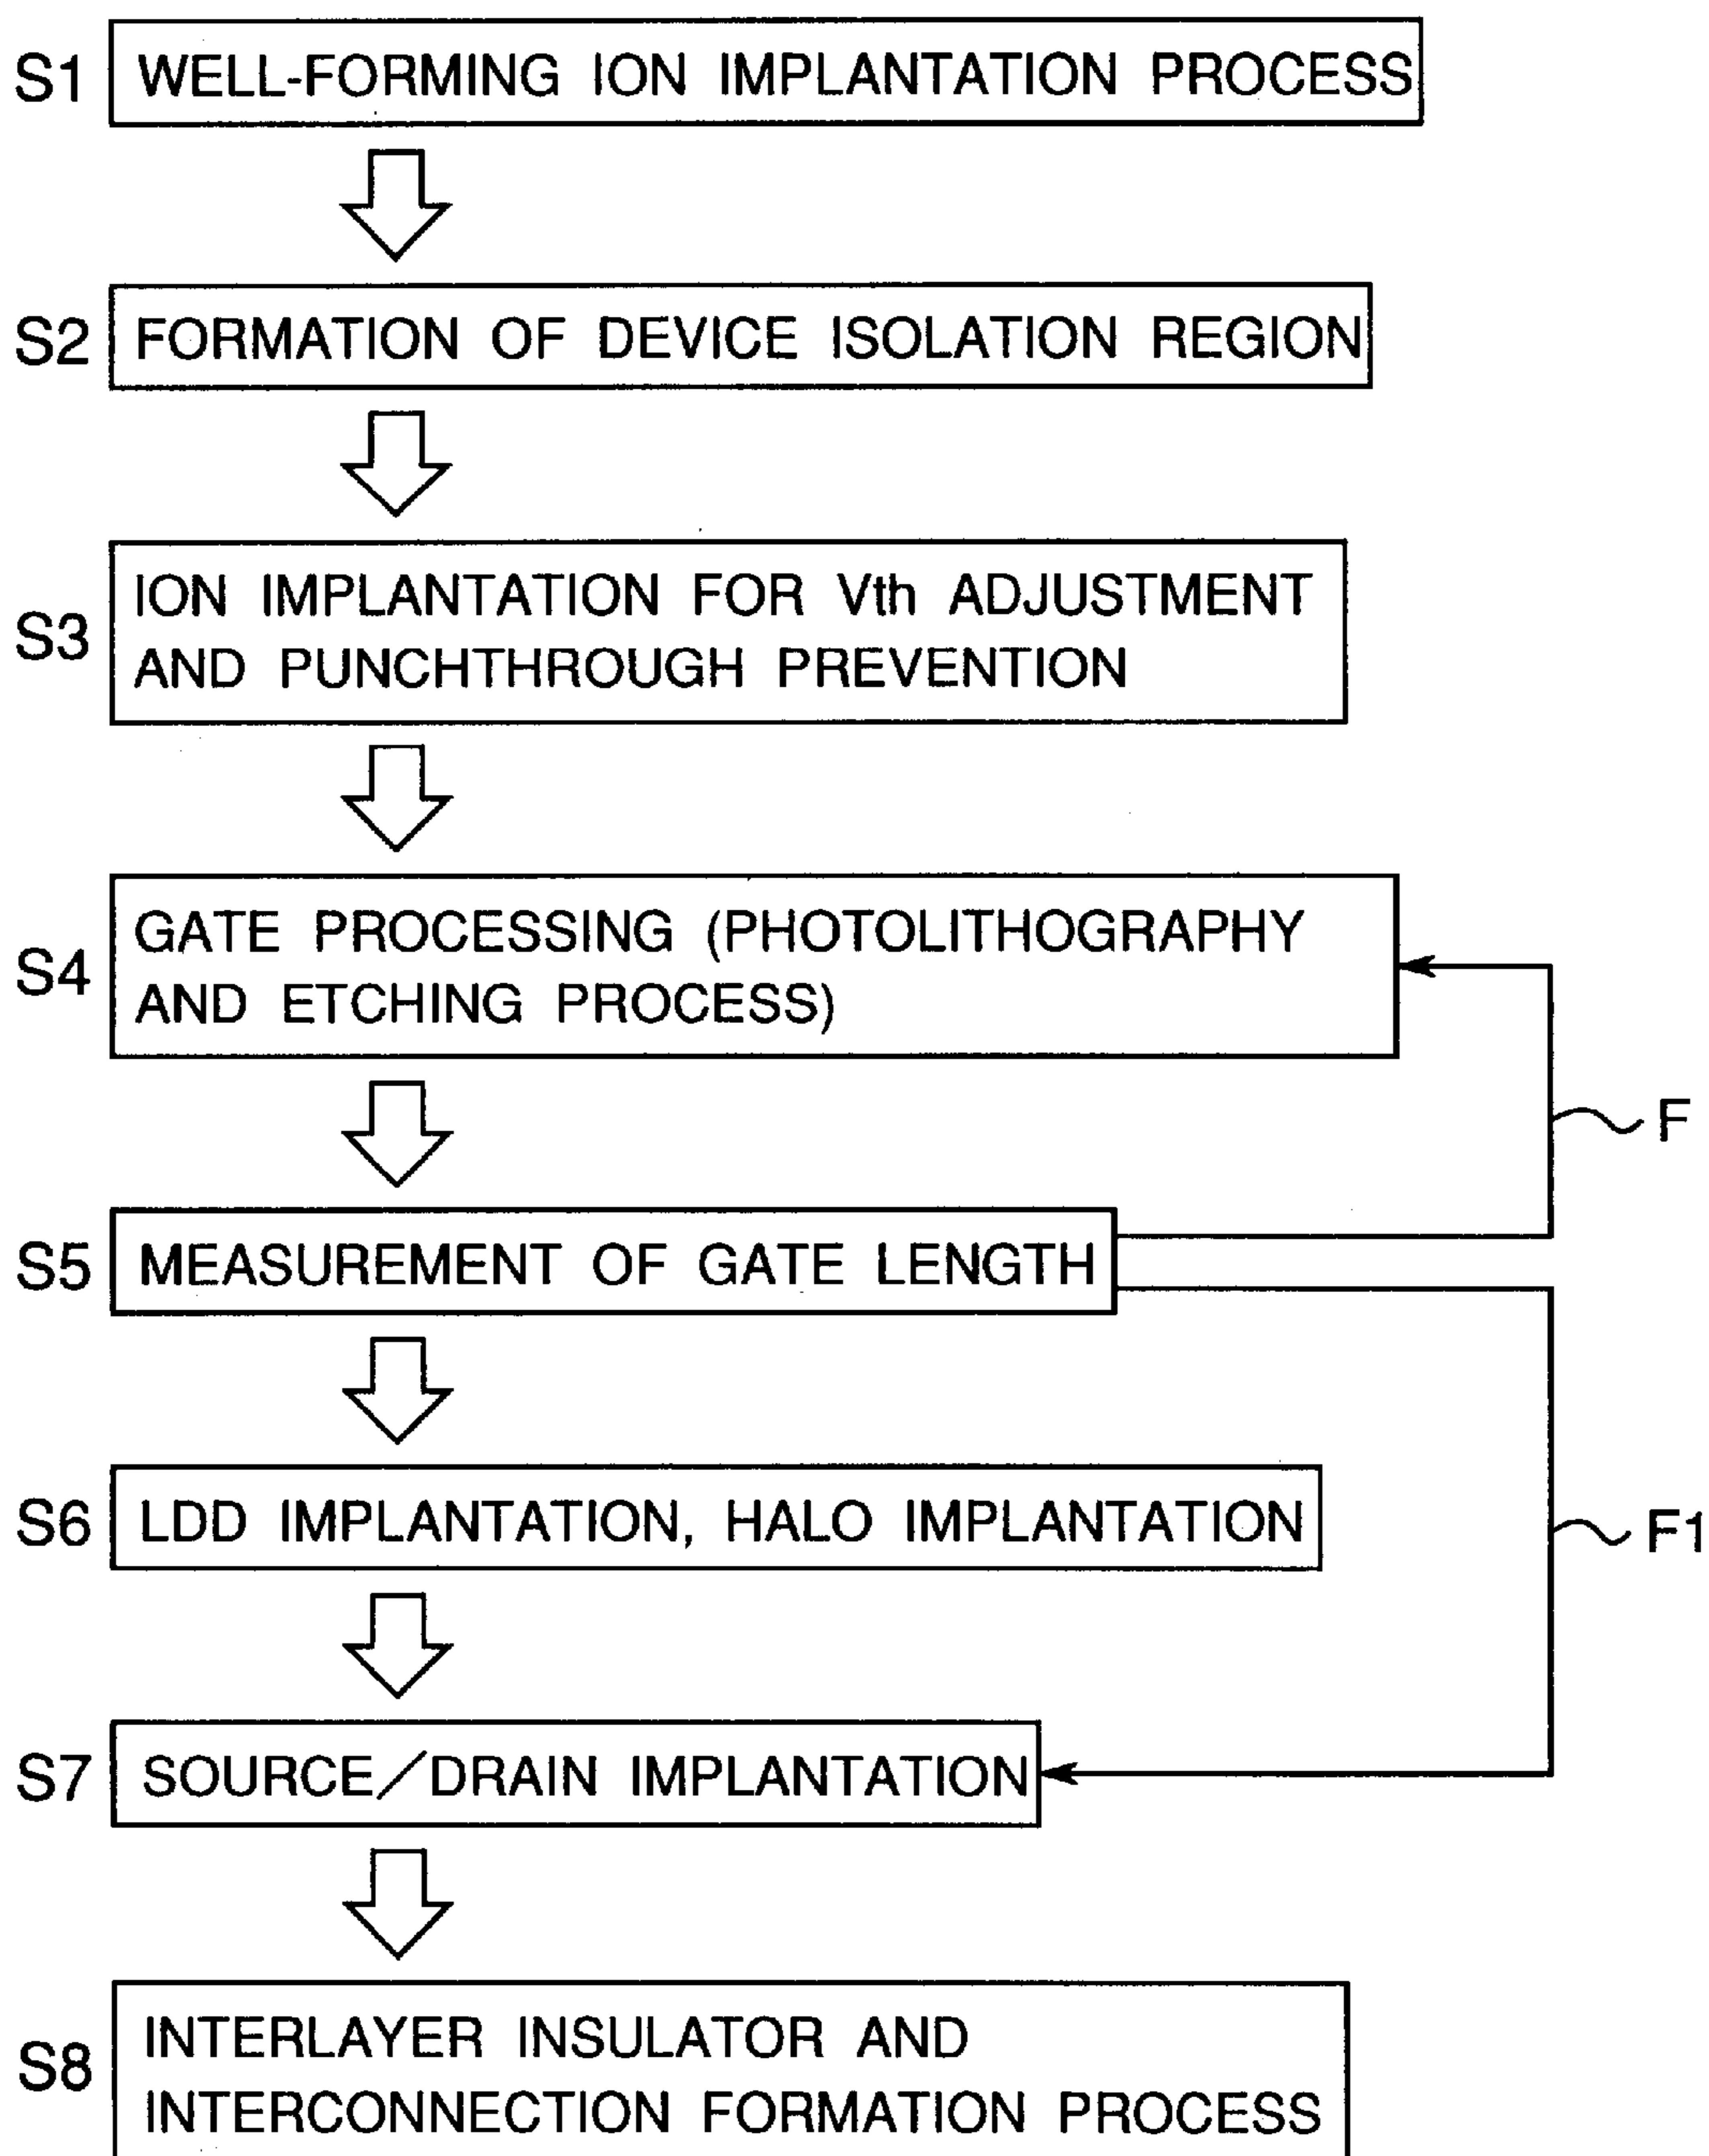 S1 WELL-FORMING ION IMPLANTATION PROCESS
S2 FORMATION OF DEVICE ISOLATION REGION
S3
ION IMPLANTATION FOR Vth ADJUSTMENT
AND PUNCHTHROUGH PREVENTION
S4
GATE PROCESSING (PHOTOLITHOGRAPHY
AND ETCHING PROCESS)
F
S5 MEASUREMENT OF GATE LENGTH
S6 LDD IMPLANTATION, HALO IMPLANTATION
F1
S7 SOURCE/DRAIN IMPLANTATION
S8
INTERLAYER INSULATOR AND
INTERCONNECTION FORMATION PROCESS